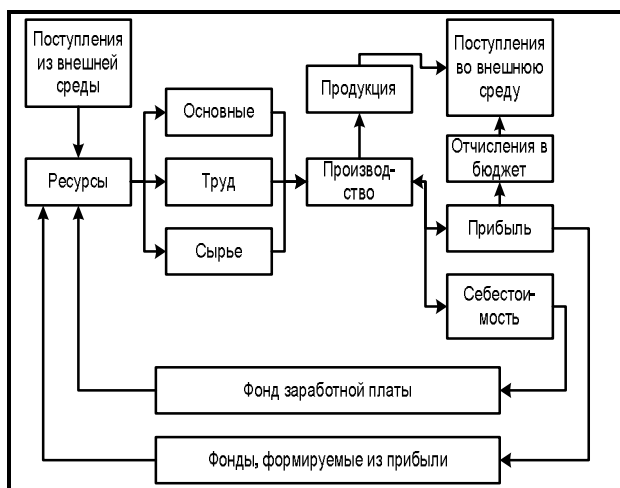 Поступления
из внешней
среды
Ресурсы
Основные
Труд
Сырье
Продукция
Производ-
ство
Поступления
во внешнюю
среду
Отчисления в
бюджет
Прибыль
Себестои-
мость
Фонд заработной платы
Фонды, формируемые из прибыли